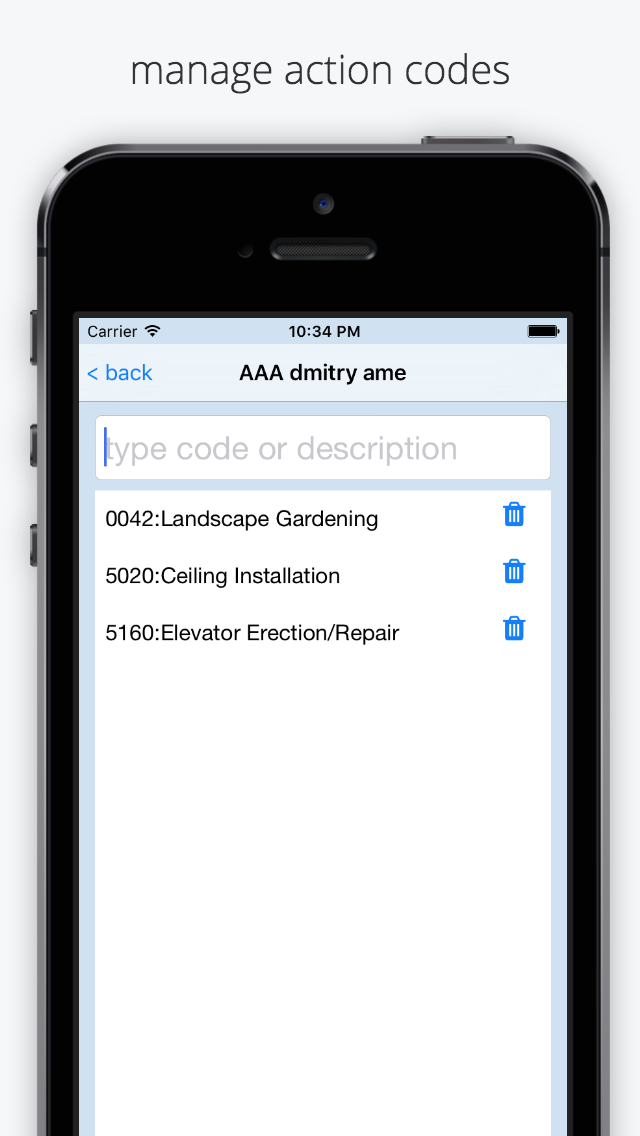 manage action codes
Carrier 10:34 PM
< back AAA dmitry ame
type code or description
0042:Landscape Gardening
5020:Ceiling Installation
5160:Elevator Erection/Repair